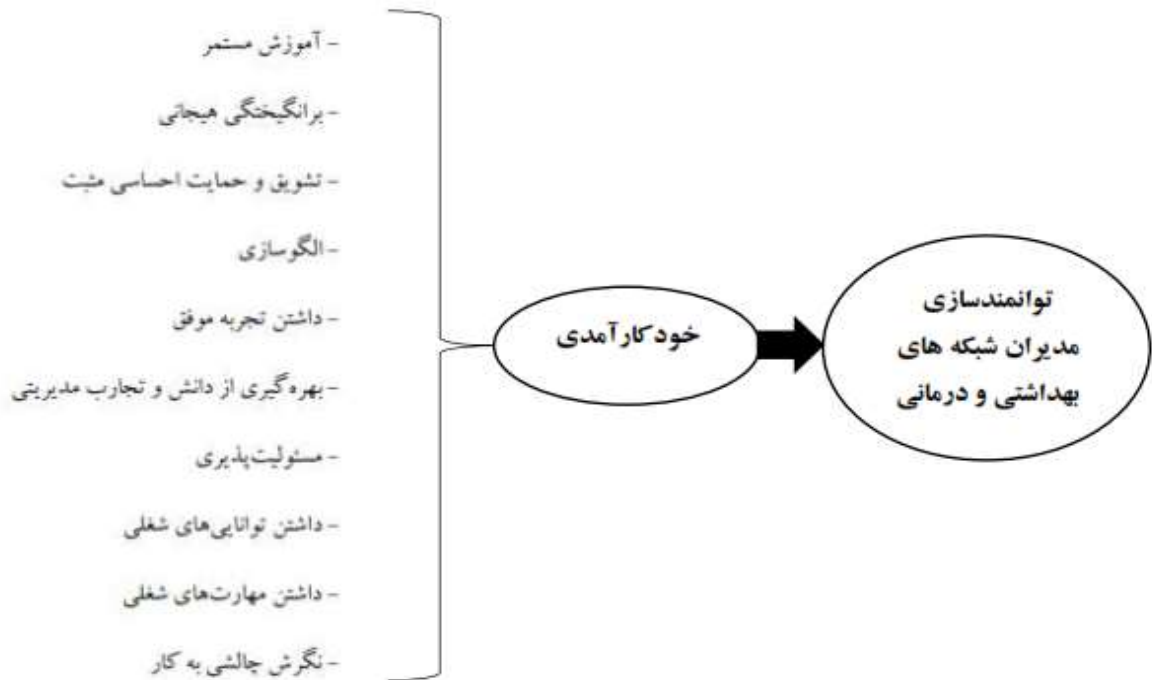 - آموزش مستمر
- برانگیختگی هیجانی
- تشویق و حمایت احساسی مثبت
- الگوسازی
- داشتن تجربه موفق
- بهره‌گیری از دانش و تجارب مدیریتی
- مسئولیت‌پذیری
- داشتن توانایی‌های شغلی
- داشتن مهارت‌های شغلی
- نگرش چالشی به کار
خودکارآمدی
توانمندسازی
مدیران شبکه های
بهداشتی و درمانی